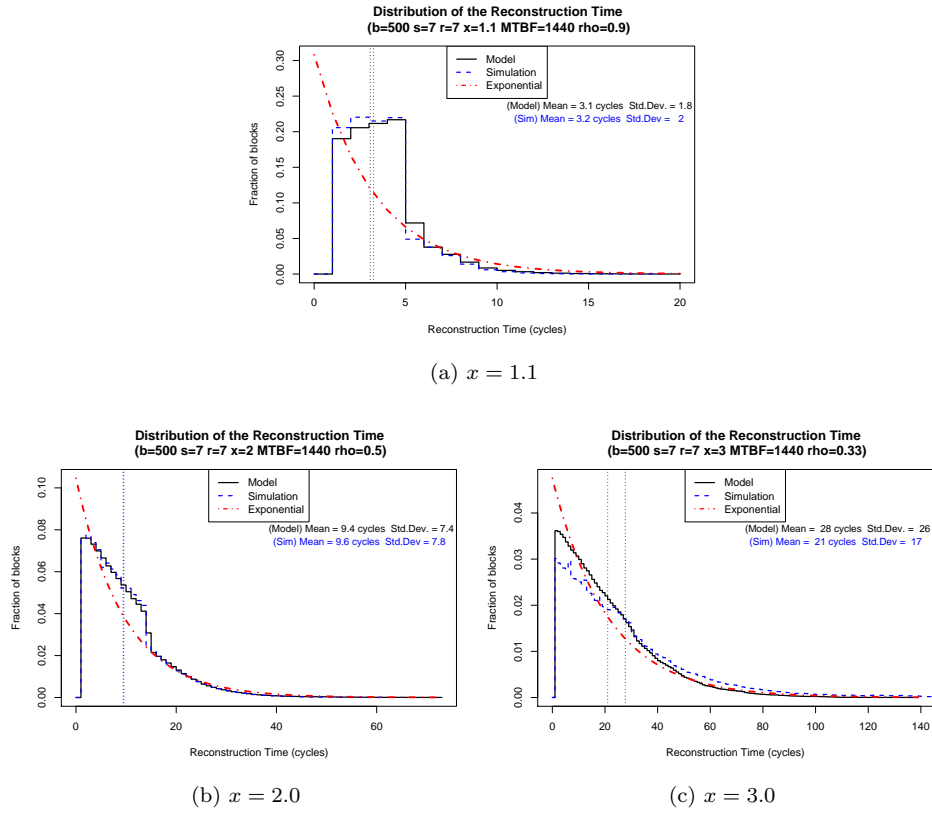 Distribution of the Reconstruction Time
(b=500 s=7 r=7 x=1.1 MTBF=1440 rho=0.9)
Model
Simulation
Exponential
(Model) Mean = 3.1 cycles Std.Dev. = 1.8
(Sim) Mean = 3.2 cycles Std.Dev = 2
Fraction of blocks
0.30
0.25
0.20
0.15
0.10
0.05
0.00
0 5 10 15 20
Reconstruction Time (cycles)
(a) x = 1.1
Distribution of the Reconstruction Time
(b=500 s=7 r=7 x=2 MTBF=1440 rho=0.5)
Model
Simulation
Exponential
(Model) Mean = 9.4 cycles Std.Dev. = 7.4
(Sim) Mean = 9.6 cycles Std.Dev = 7.8
Fraction of blocks
0.10
0.08
0.06
0.04
0.02
0.00
0 20 40 60
Reconstruction Time (cycles)
(b) x = 2.0
Distribution of the Reconstruction Time
(b=500 s=7 r=7 x=3 MTBF=1440 rho=0.33)
Model
Simulation
Exponential
(Model) Mean = 28 cycles Std.Dev. = 26
(Sim) Mean = 21 cycles Std.Dev = 17
Fraction of blocks
0.04
0.03
0.02
0.01
0.00
0 20 40 60 80 100 120 140
Reconstruction Time (cycles)
(c) x = 3.0